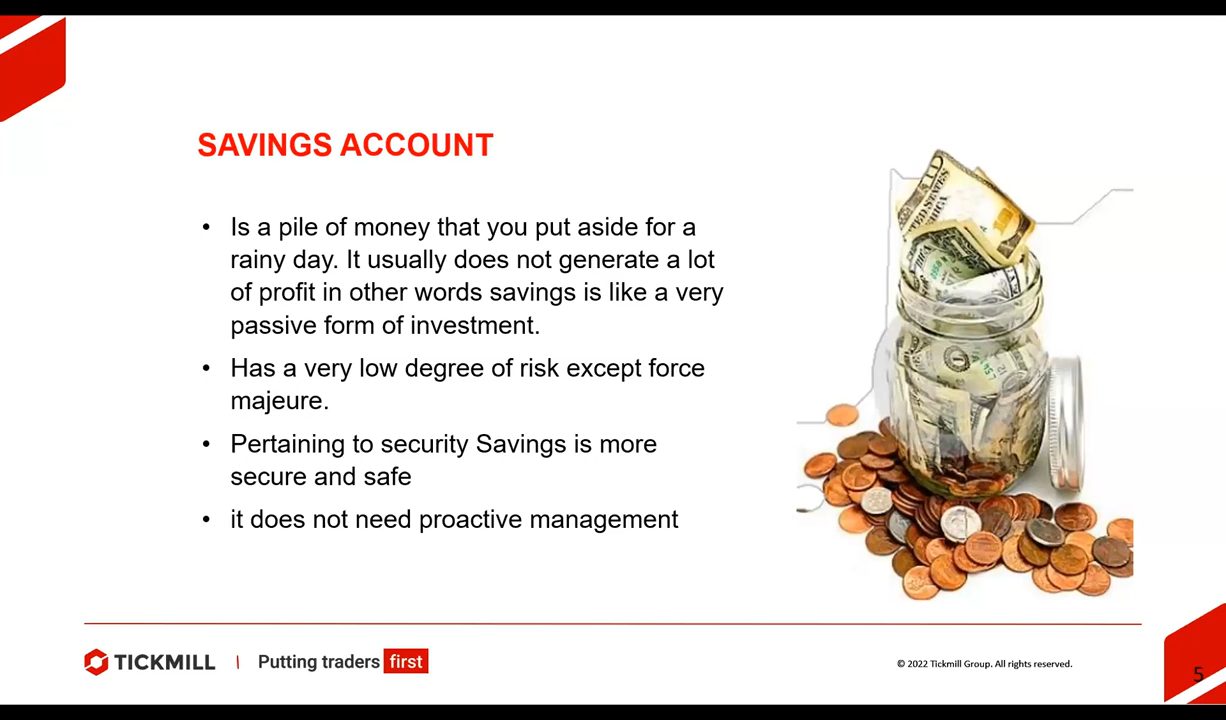 SAVINGS ACCOUNT
• Is a pile of money that you put aside for a
rainy day. It usually does not generate a lot
of profit in other words savings is like a very
passive form of investment.
• Has a very low degree of risk except force
majeure.
• Pertaining to security Savings is more
secure and safe
• it does not need proactive management
TICKMILL | Putting traders first
© 2022 Tickmill Group. All rights reserved.
5